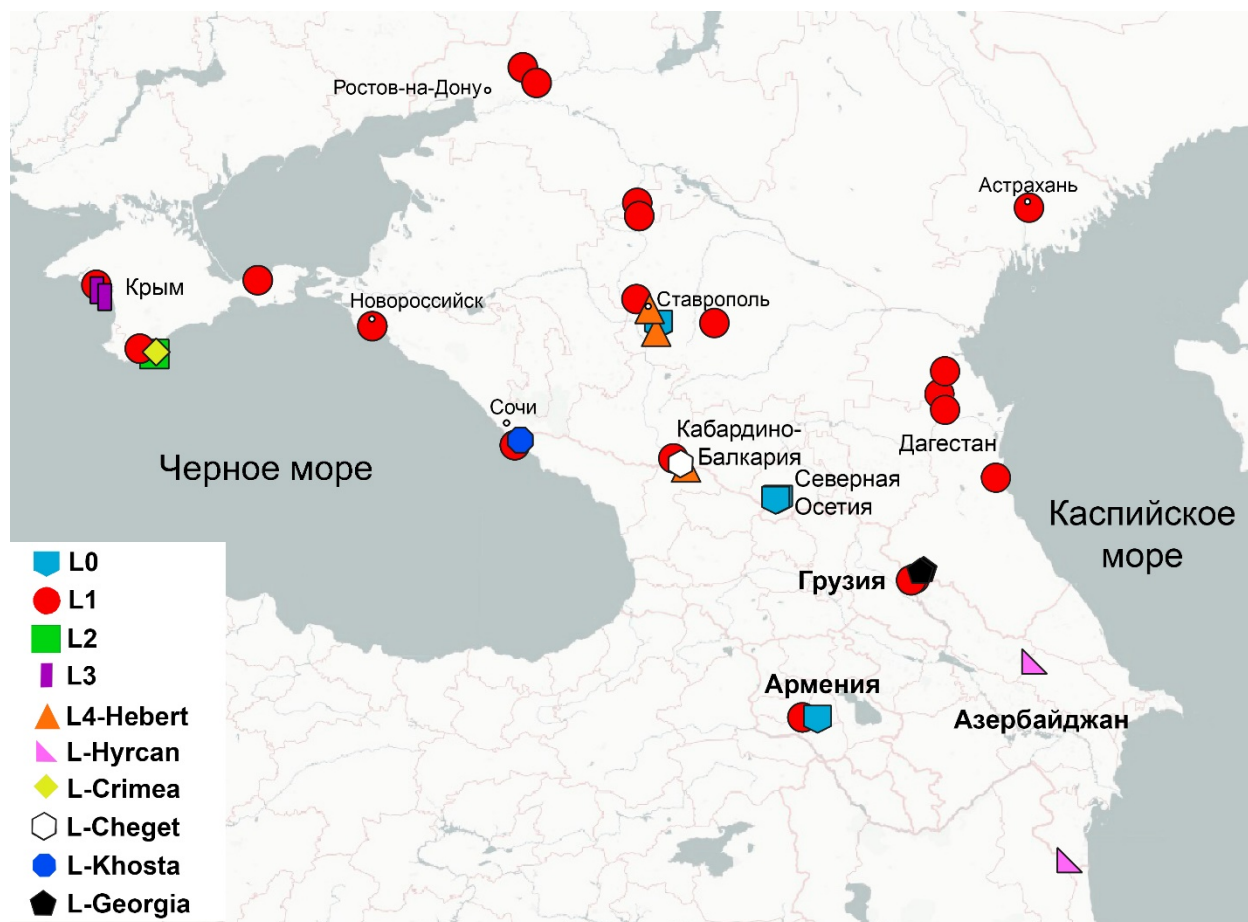 Ростов-на-Дону
Астрахань
Крым
Новороссийск
Ставрополь
Сочи
Кабардино-
Балкария
Дагестан
Черное море
Северная
Осетия
Каспийское
море
Грузия
Армения
Азербайджан
L0
L1
L2
L3
L4-Hebert
L-Hyrcan
L-Crimea
L-Cheget
L-Khosta
L-Georgia